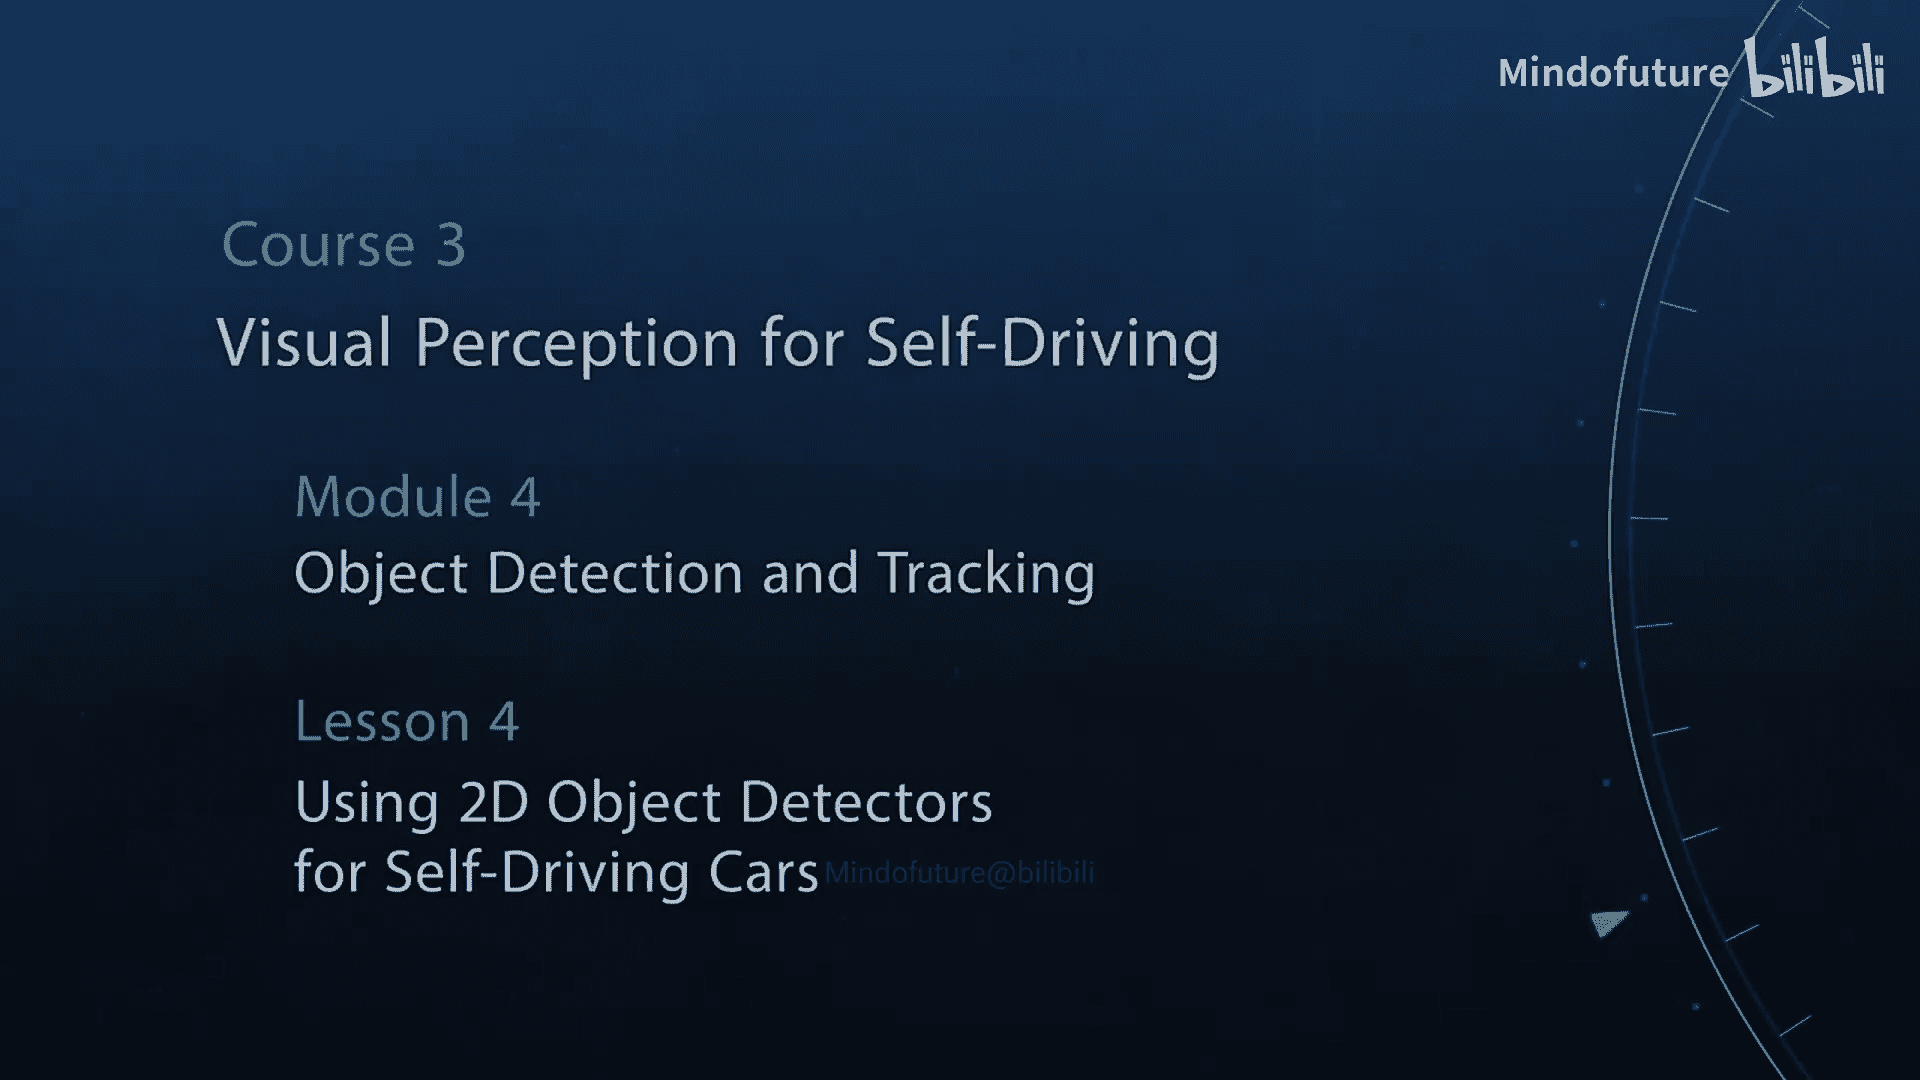 Mindofuture bilibili
Course 3
Visual Perception for Self-Driving
Module 4
Object Detection and Tracking
Lesson 4
Using 2D Object Detectors
for Self-Driving Cars Mindofuture@bilibili